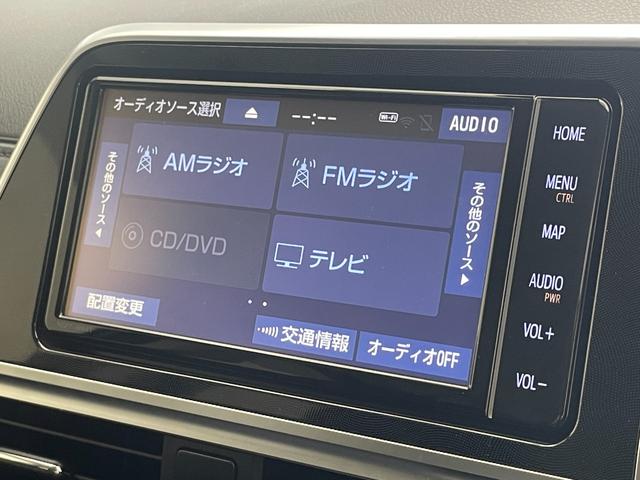 オーディオソース選択
--:--
Wi-Fi
AUDIO
その他のソース
AMラジオ
FMラジオ
その他のソース
CD/DVD
テレビ
配置変更
交通情報
オーディオOFF
HOME
MENU
CTRL
MAP
AUDIO
PWR
VOL+
VOL-